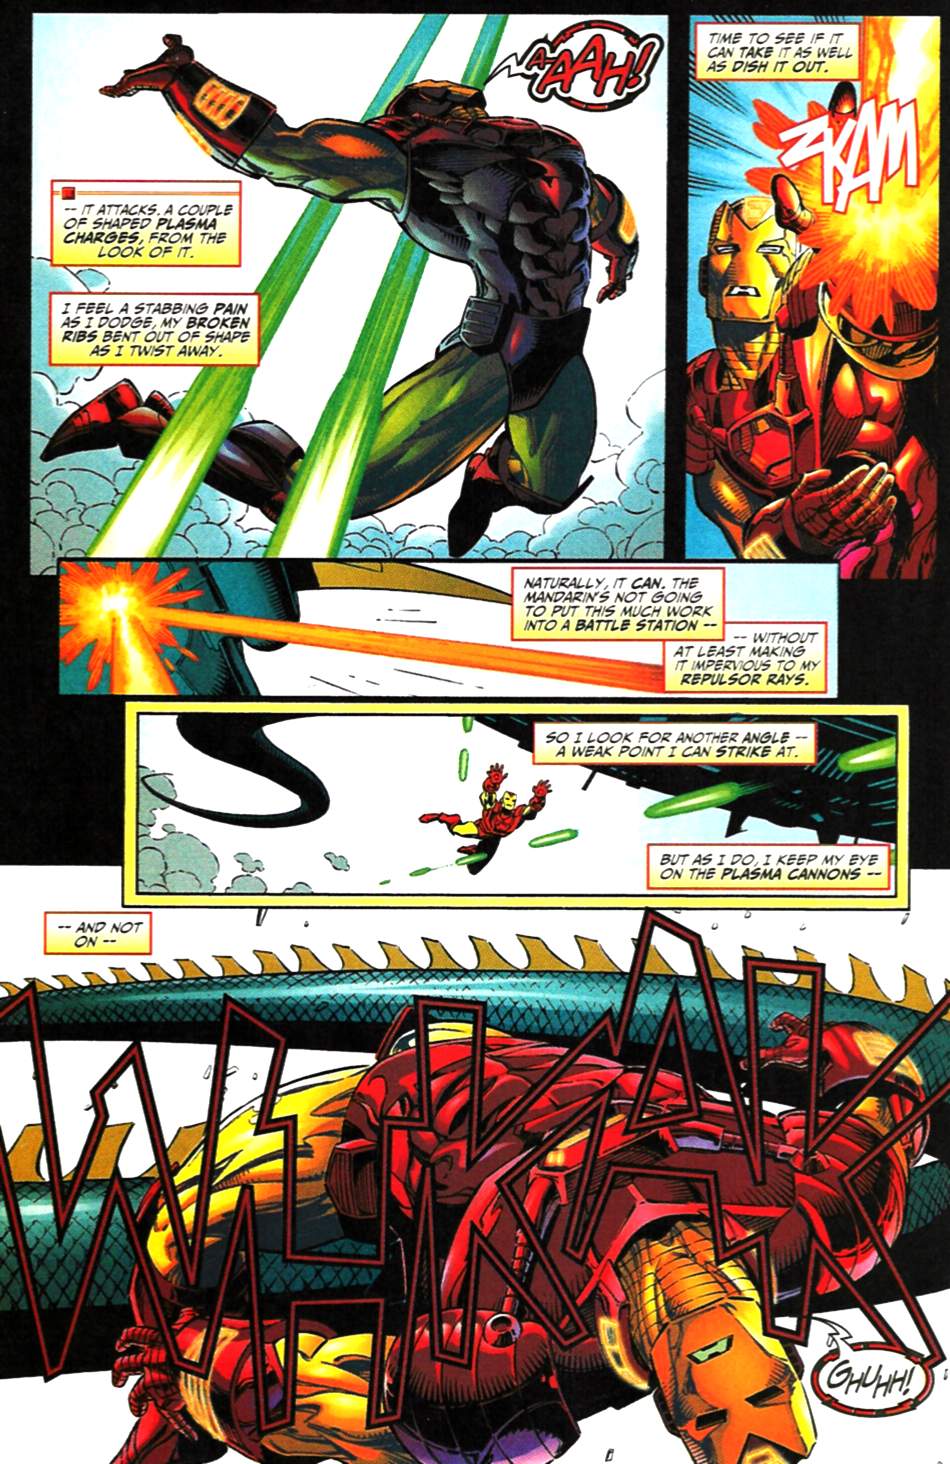 A-AAAH!
-- IT ATTACKS, A COUPLE
OF SHAPED PLASMA
CHARGES, FROM THE
LOOK OF IT.
I FEEL A STABBING PAIN
AS I DODGE, MY BROKEN
RIBS BENT OUT OF SHAPE
AS I TWIST AWAY.
TIME TO SEE IF IT
CAN TAKE IT AS WELL
AS DISH IT OUT.
ZKAM
NATURALLY, IT CAN. THE
MANDARIN'S NOT GOING
TO PUT THIS MUCH WORK
INTO A BATTLE STATION --
-- WITHOUT
AT LEAST MAKING
IT IMPERVIOUS TO MY
REPULSOR RAYS.
SO I LOOK FOR ANOTHER ANGLE --
A WEAK POINT I CAN STRIKE AT.
BUT AS I DO, I KEEP MY EYE
ON THE PLASMA CANNONS --
-- AND NOT
ON --
WHKAK
GHUHH!